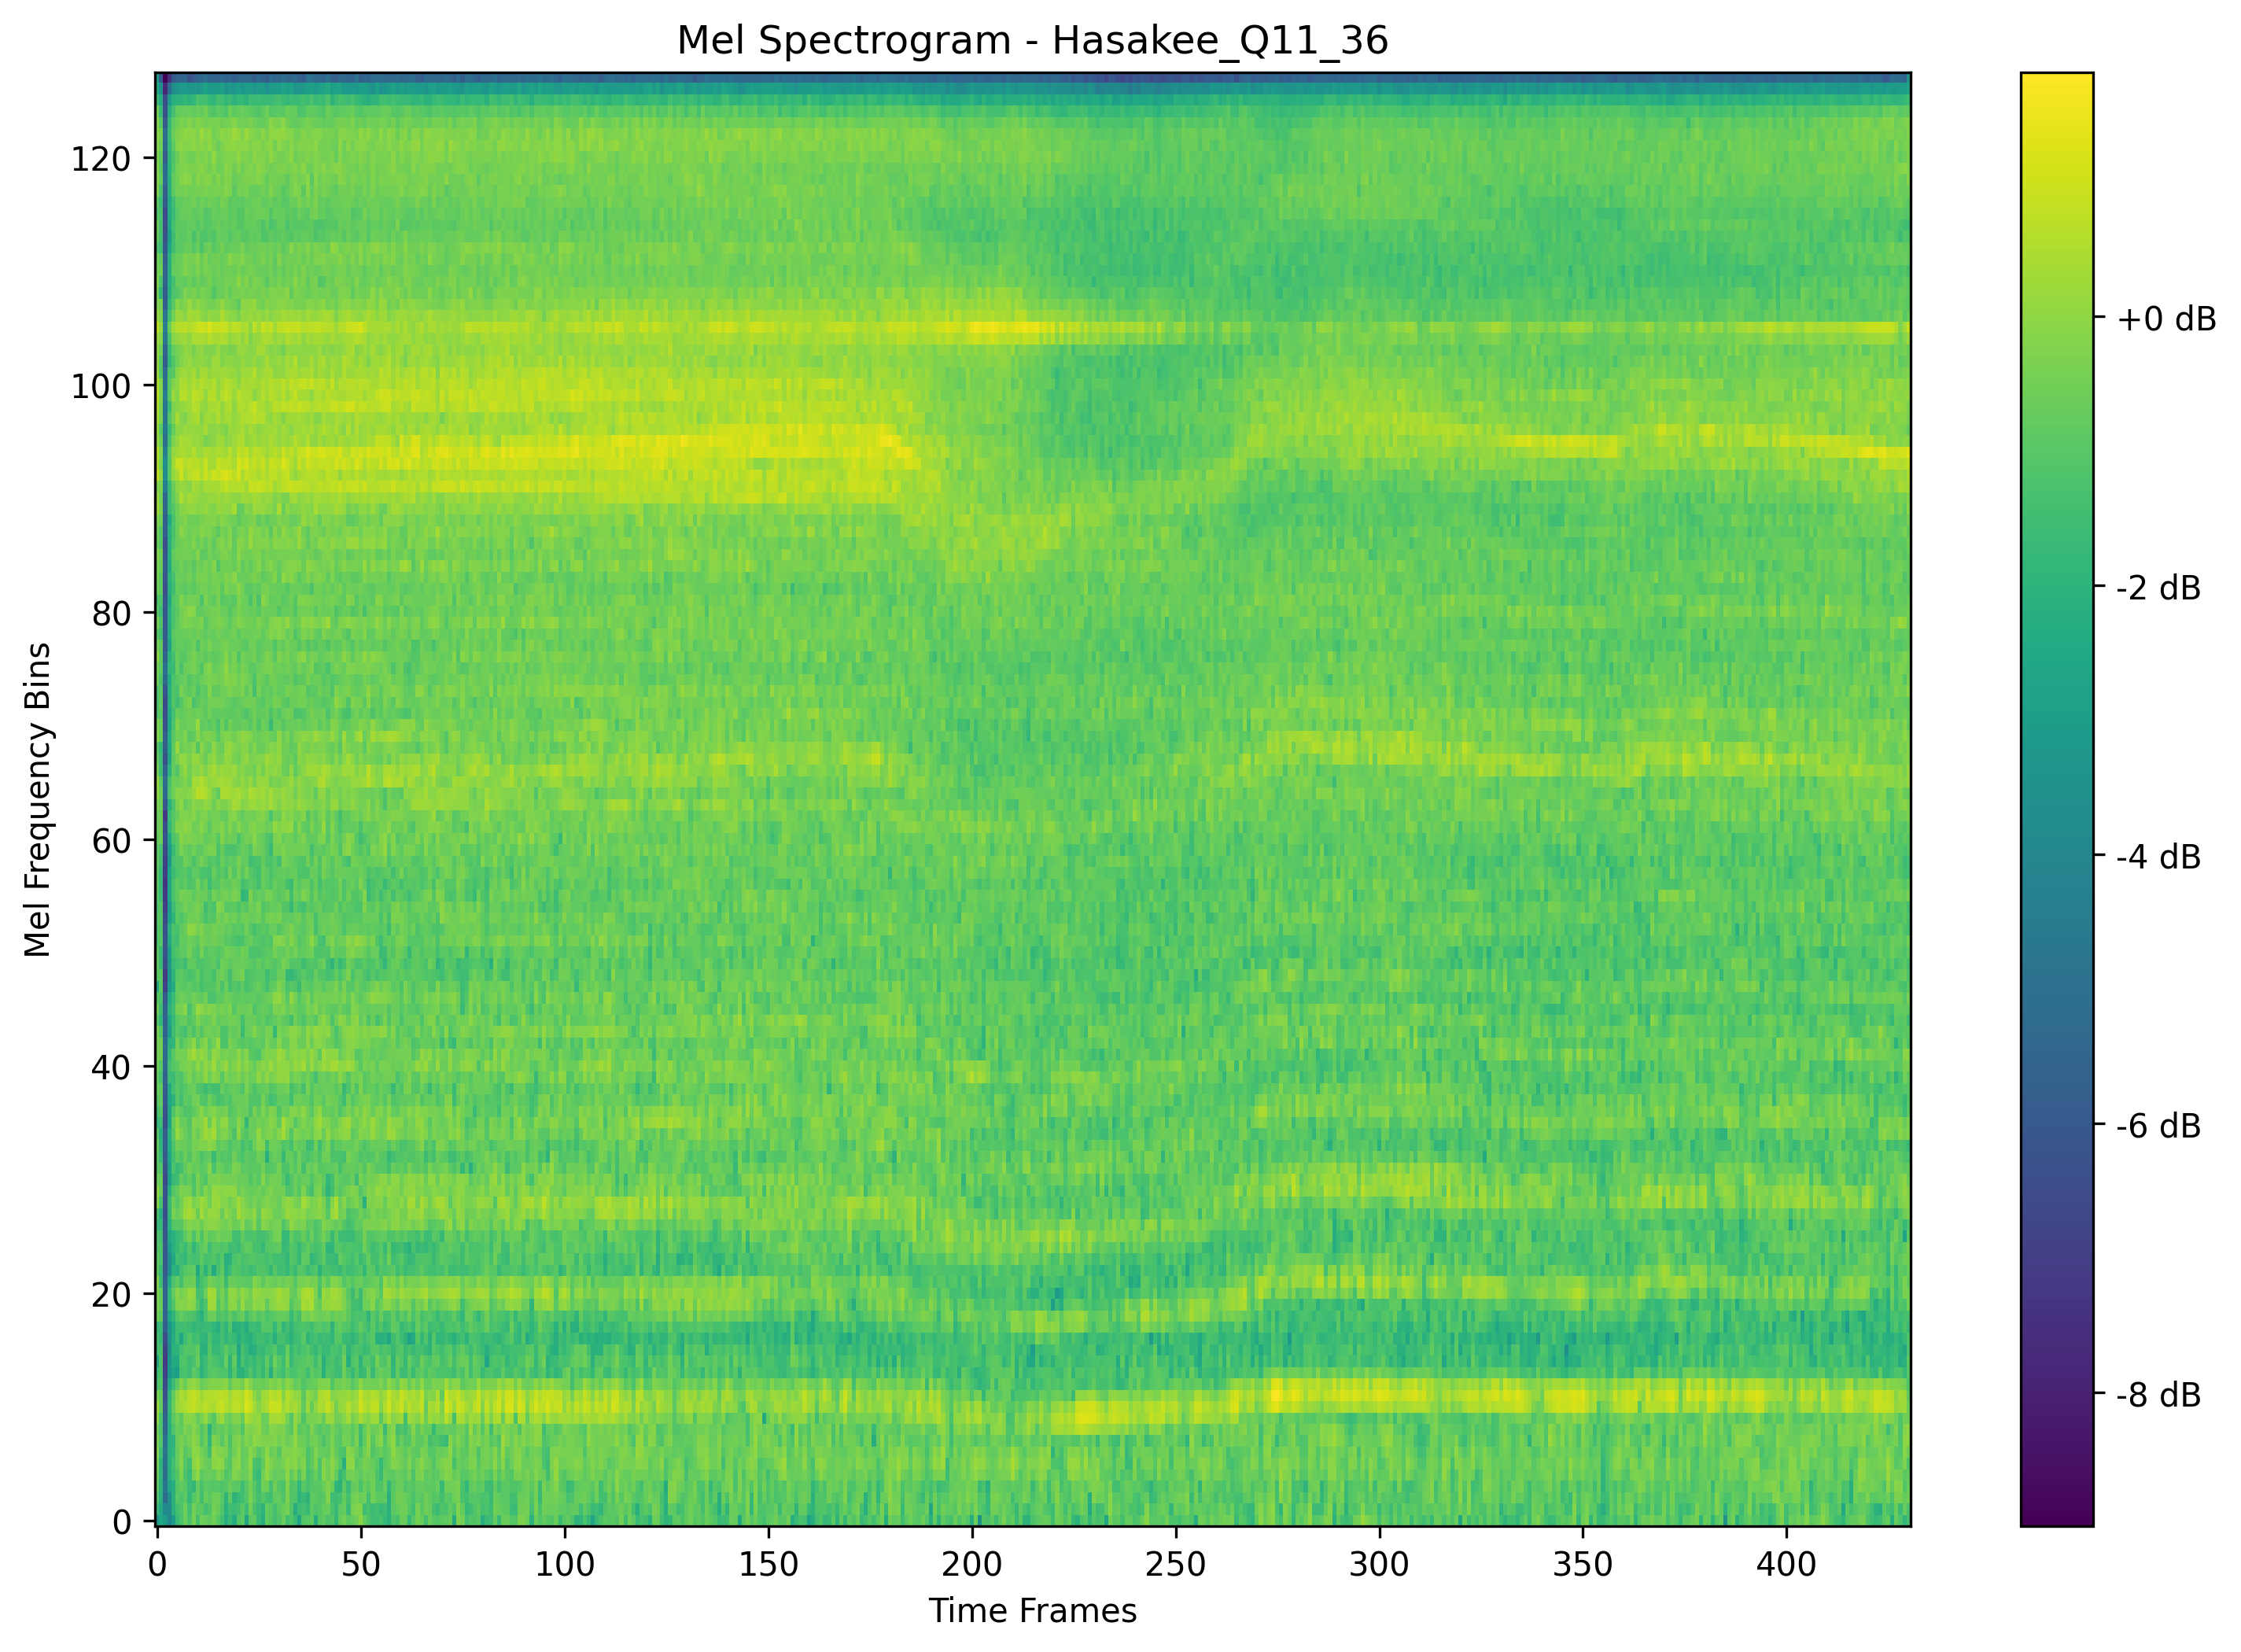 Mel Spectrogram - Hasakee_Q11_36
120
100
80
60
40
20
0
Mel Frequency Bins
0 50 100 150 200 250 300 350 400
Time Frames
+0 dB
-2 dB
-4 dB
-6 dB
-8 dB